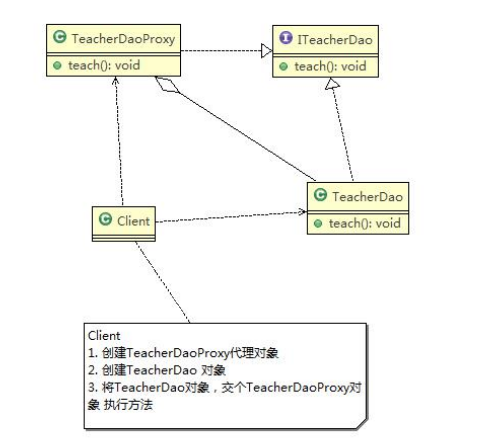 TeacherDaoProxy
teach(): void
ITeacherDao
teach(): void
TeacherDao
teach(): void
Client
Client
1. 创建TeacherDaoProxy代理对象
2. 创建TeacherDao 对象
3. 将TeacherDao对象，交个TeacherDaoProxy对
象 执行方法